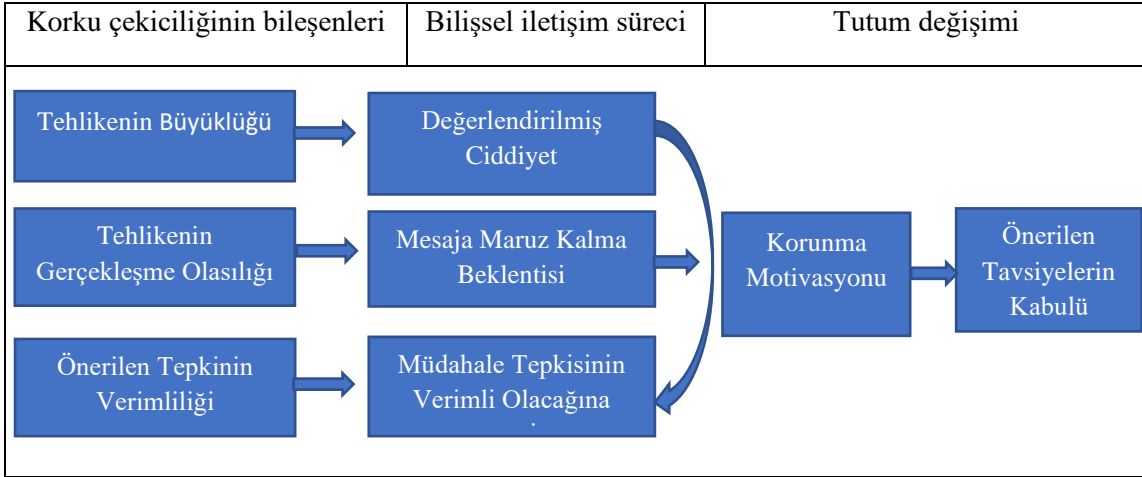 Korku çekiciliğinin bileşenleri
Bilişsel iletişim süreci
Tutum değişimi
Tehlikenin Büyüklüğü
Değerlendirilmiş
Ciddiyet
Tehlikenin
Gerçekleşme Olasılığı
Mesaja Maruz Kalma
Beklentisi
Korunma
Motivasyonu
Önerilen
Tavsiyelerin
Kabulü
Önerilen Tepkinin
Verimliliği
Müdahale Tepkisinin
Verimli Olacağına